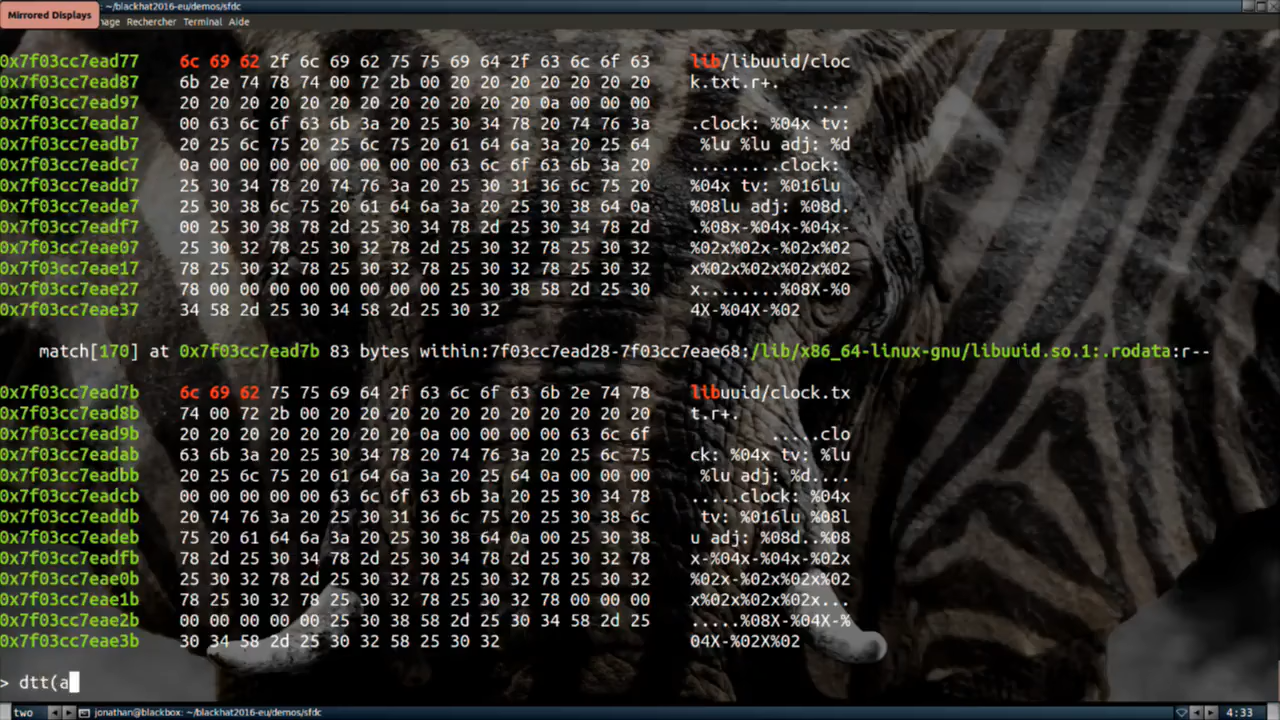 Mirrored Displays
: ~/blackhat2016-eu/demos/sfdc
nage Rechercher Terminal Aide
0x7f03cc7ead77 6c 69 62 2f 6c 69 62 75 75 69 64 2f 63 6c 6f 63 lib/libuuid/cloc
0x7f03cc7ead87 6b 2e 74 78 74 00 72 2b 00 20 20 20 20 20 20 20 k.txt.r+.
0x7f03cc7ead97 20 20 20 20 20 20 20 20 20 20 20 20 0a 00 00 00 ....
0x7f03cc7eada7 00 63 6c 6f 63 6b 3a 20 25 30 34 78 20 74 76 3a .clock: %04x tv:
0x7f03cc7eadb7 20 25 6c 75 20 25 6c 75 20 61 64 6a 3a 20 25 64 %lu %lu adj: %d
0x7f03cc7eadc7 0a 00 00 00 00 00 00 00 00 63 6c 6f 63 6b 3a 20 .........clock:
0x7f03cc7eadd7 25 30 34 78 20 74 76 3a 20 25 30 31 36 6c 75 20 %04x tv: %016lu
0x7f03cc7eade7 25 30 38 6c 75 20 61 64 6a 3a 20 25 30 38 64 0a %08lu adj: %08d.
0x7f03cc7eadf7 00 25 30 38 78 2d 25 30 34 78 2d 25 30 34 78 2d .%08x-%04x-%04x-
0x7f03cc7eae07 25 30 32 78 25 30 32 78 2d 25 30 32 78 25 30 32 %02x%02x-%02x%02
0x7f03cc7eae17 78 25 30 32 78 25 30 32 78 25 30 32 78 25 30 32 x%02x%02x%02x%02
0x7f03cc7eae27 78 00 00 00 00 00 00 00 00 25 30 38 58 2d 25 30 x........%08X-%0
0x7f03cc7eae37 34 58 2d 25 30 34 58 2d 25 30 32 4X-%04X-%02
match[170] at 0x7f03cc7ead7b 83 bytes within:7f03cc7ead28-7f03cc7eae68:/lib/x86_64-linux-gnu/libuuid.so.1:.rodata:r--
0x7f03cc7ead7b 6c 69 62 75 75 69 64 2f 63 6c 6f 63 6b 2e 74 78 libuuid/clock.tx
0x7f03cc7ead8b 74 00 72 2b 00 20 20 20 20 20 20 20 20 20 20 20 t.r+.
0x7f03cc7ead9b 20 20 20 20 20 20 20 20 0a 00 00 00 00 63 6c 6f .....clo
0x7f03cc7eadab 63 6b 3a 20 25 30 34 78 20 74 76 3a 20 25 6c 75 ck: %04x tv: %lu
0x7f03cc7eadbb 20 25 6c 75 20 61 64 6a 3a 20 25 64 0a 00 00 00 %lu adj: %d....
0x7f03cc7eadcb 00 00 00 00 00 63 6c 6f 63 6b 3a 20 25 30 34 78 .....clock: %04x
0x7f03cc7eaddb 20 74 76 3a 20 25 30 31 36 6c 75 20 25 30 38 6c tv: %016lu %08l
0x7f03cc7eadeb 75 20 61 64 6a 3a 20 25 30 38 64 0a 00 25 30 38 u adj: %08d..%08
0x7f03cc7eadfb 78 2d 25 30 34 78 2d 25 30 34 78 2d 25 30 32 78 x-%04x-%04x-%02x
0x7f03cc7eae0b 25 30 32 78 2d 25 30 32 78 25 30 32 78 25 30 32 %02x-%02x%02x%02
0x7f03cc7eae1b 78 25 30 32 78 25 30 32 78 25 30 32 78 00 00 00 x%02x%02x%02x...
0x7f03cc7eae2b 00 00 00 00 00 25 30 38 58 2d 25 30 34 58 2d 25 .....%08X-%04X-%
0x7f03cc7eae3b 30 34 58 2d 25 30 32 58 25 30 32 04X-%02X%02
> dtt(a
two jonathan@blackbox: ~/blackhat2016-eu/demos/sfdc 4:33